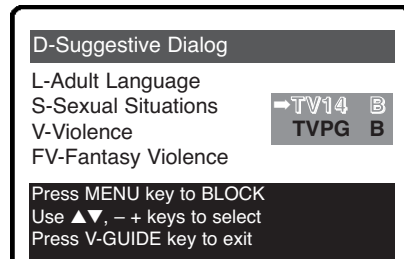 D-Suggestive Dialog
L-Adult Language
S-Sexual Situations
V-Violence
FV-Fantasy Violence
➡TV14 B
TVPG B
Press MENU key to BLOCK
Use ▲▼, – + keys to select
Press V-GUIDE key to exit